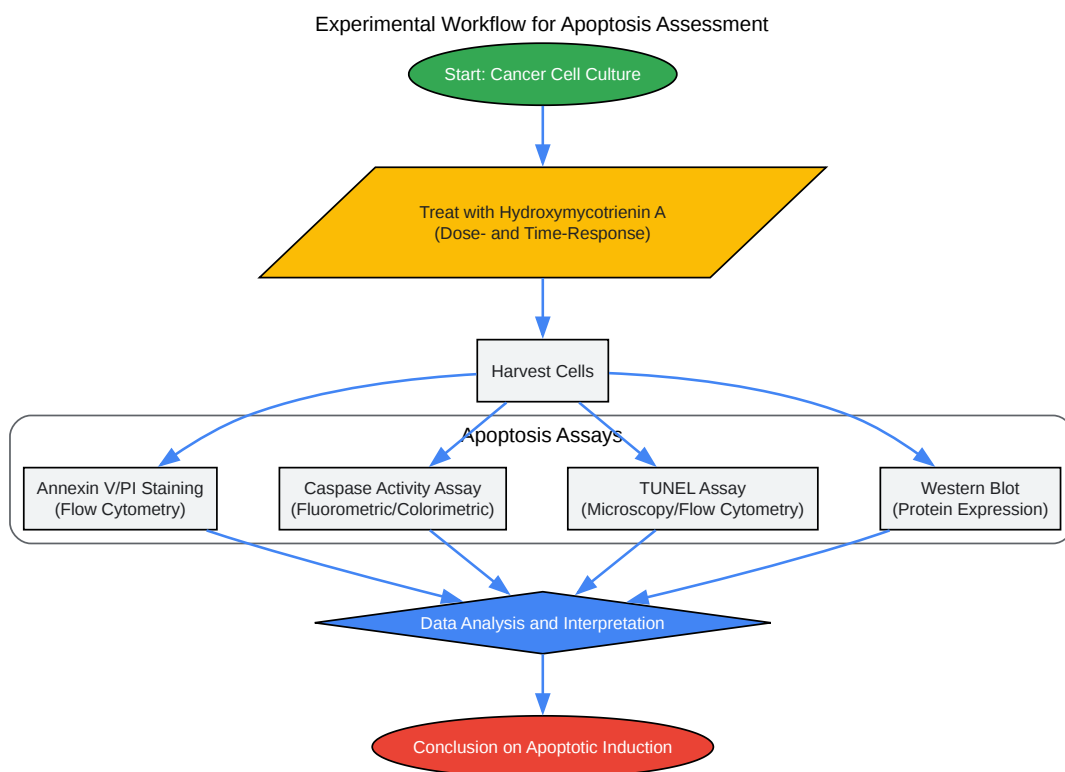 Experimental Workflow for Apoptosis Assessment
Start: Cancer Cell Culture
Treat with Hydroxymycotrienin A
(Dose- and Time-Response)
Harvest Cells
Apoptosis Assays
Annexin V/PI Staining
(Flow Cytometry)
Caspase Activity Assay
(Fluorometric/Colorimetric)
TUNEL Assay
(Microscopy/Flow Cytometry)
Western Blot
(Protein Expression)
Data Analysis and Interpretation
Conclusion on Apoptotic Induction